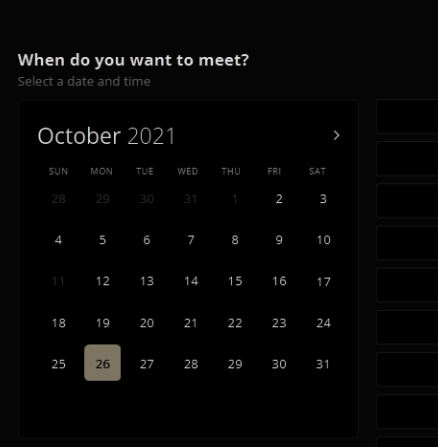 When do you want to meet?
Select a date and time
October 2021
SUN MON TUE WED THU FRI SAT
28 29 30 31 1 2 3
4 5 6 7 8 9 10
11 12 13 14 15 16 17
18 19 20 21 22 23 24
25 26 27 28 29 30 31